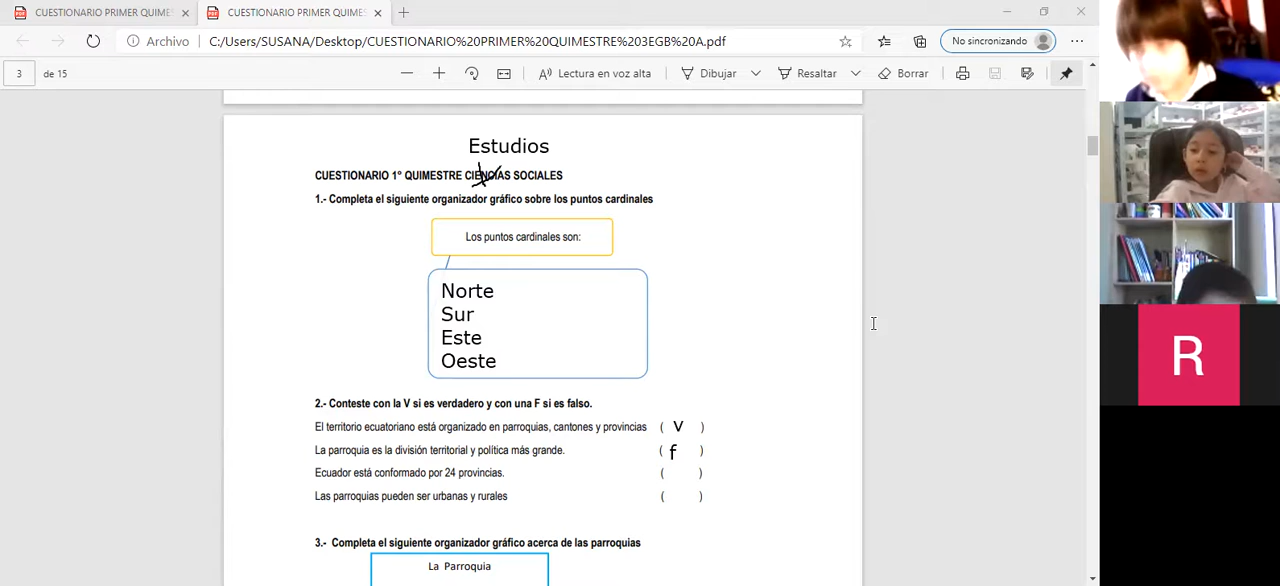 CUESTIONARIO PRIMER QUIMES
CUESTIONARIO PRIMER QUIMES
Archivo
C:/Users/SUSANA/Desktop/CUESTIONARIO%20PRIMER%20QUIMESTRE%203EGB%20A.pdf
No sincronizando
3 de 15
Lectura en voz alta
Dibujar
Resaltar
Borrar
Estudios
CUESTIONARIO 1º QUIMESTRE CIENCIAS SOCIALES
1.- Completa el siguiente organizador gráfico sobre los puntos cardinales
Los puntos cardinales son:
Norte
Sur
Este
Oeste
2.- Conteste con la V si es verdadero y con una F si es falso.
El territorio ecuatoriano está organizado en parroquias, cantones y provincias ( v )
La parroquia es la división territorial y política más grande. ( f )
Ecuador está conformado por 24 provincias. ( )
Las parroquias pueden ser urbanas y rurales ( )
3.- Completa el siguiente organizador gráfico acerca de las parroquias
La Parroquia
R